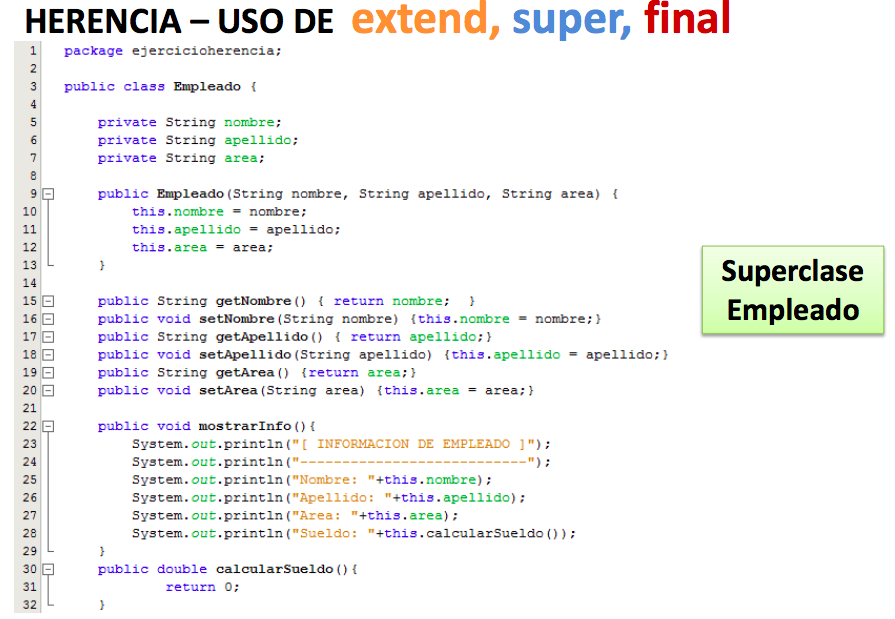 HERENCIA – USO DE extend, super, final
1 package ejercicioherencia;
2
3 public class Empleado {
4
5 private String nombre;
6 private String apellido;
7 private String area;
8
9 public Empleado(String nombre, String apellido, String area) {
10 this.nombre = nombre;
11 this.apellido = apellido;
12 this.area = area;
13 }
14
15 public String getNombre() { return nombre;  }
16 public void setNombre(String nombre) {this.nombre = nombre;}
17 public String getApellido() { return apellido;}
18 public void setApellido(String apellido) {this.apellido = apellido;}
19 public String getArea() {return area;}
20 public void setArea(String area) {this.area = area;}
21
22 public void mostrarInfo(){
23 System.out.println("[ INFORMACION DE EMPLEADO ]");
24 System.out.println("---------------------------");
25 System.out.println("Nombre: "+this.nombre);
26 System.out.println("Apellido: "+this.apellido);
27 System.out.println("Area: "+this.area);
28 System.out.println("Sueldo: "+this.calcularSueldo());
29 }
30 public double calcularSueldo(){
31 return 0;
32 }
Superclase
Empleado